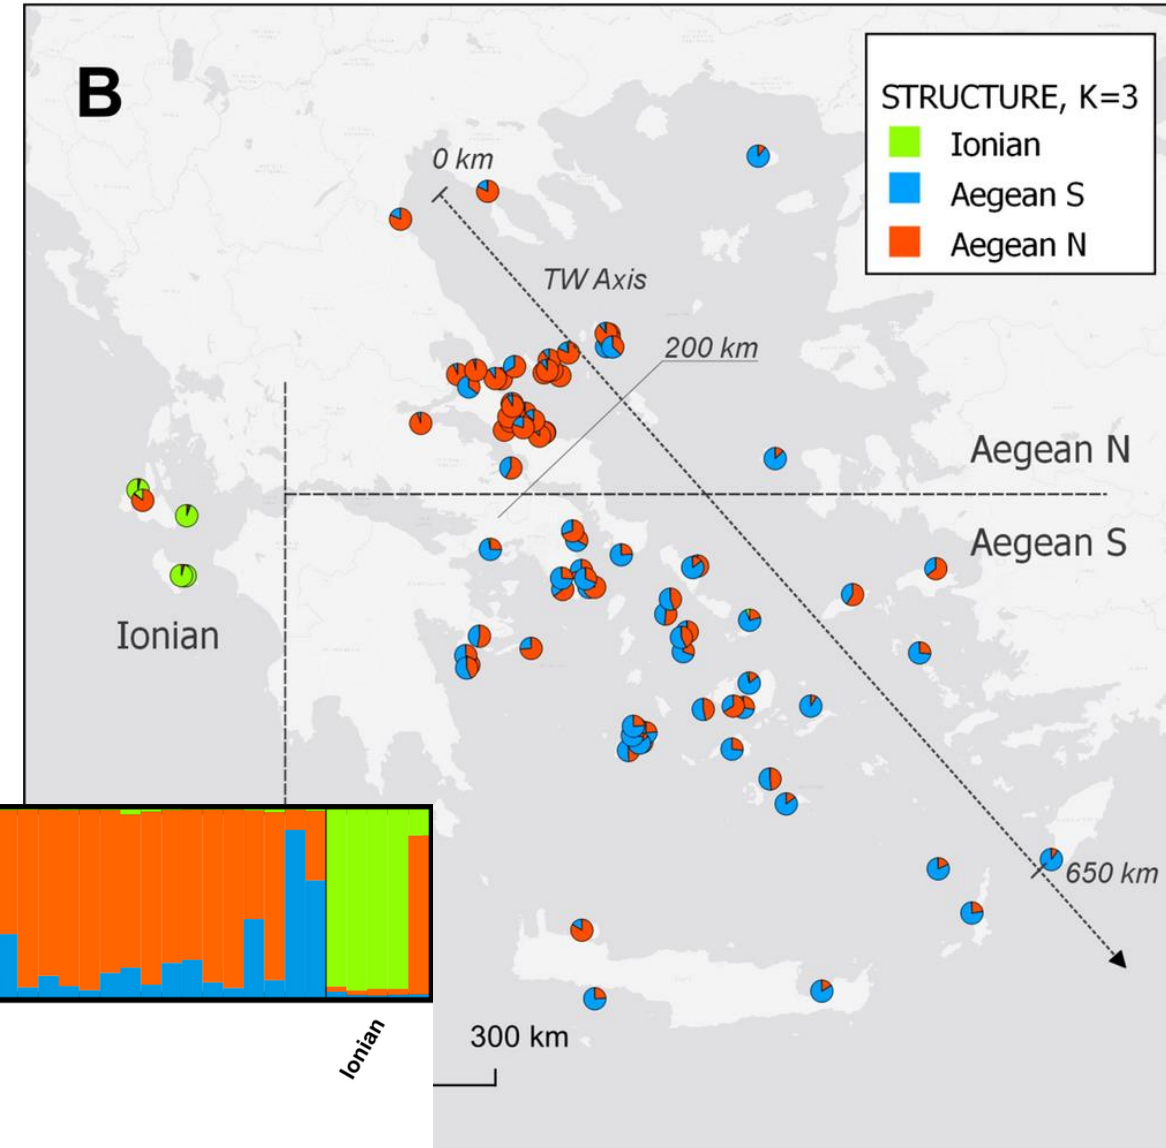 B
STRUCTURE, K=3
Ionian
Aegean S
Aegean N
0 km
TW Axis
200 km
Aegean N
Aegean S
Ionian
650 km
300 km
Ionian